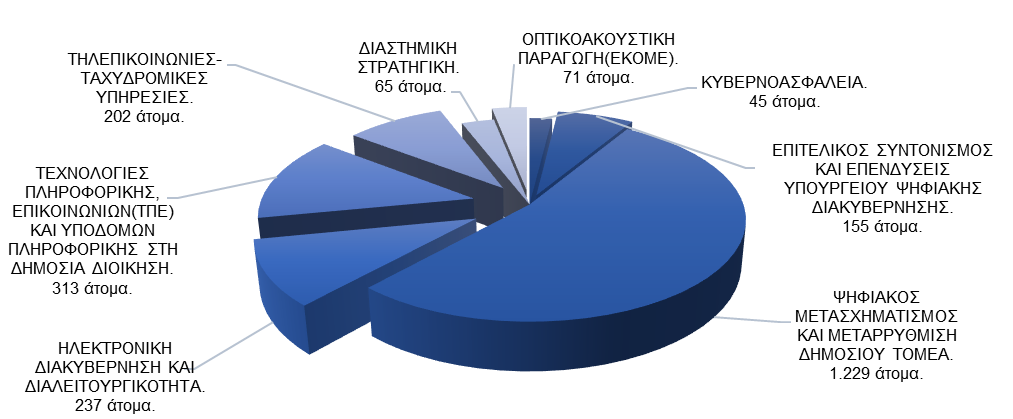 ΤΗΛΕΠΙΚΟΙΝΩΝΙΕΣ-
ΤΑΧΥΔΡΟΜΙΚΕΣ
ΥΠΗΡΕΣΙΕΣ.
202 άτομα.
ΔΙΑΣΤΗΜΙΚΗ
ΣΤΡΑΤΗΓΙΚΗ.
65 άτομα.
ΟΠΤΙΚΟΑΚΟΥΣΤΙΚΗ
ΠΑΡΑΓΩΓΗ(ΕΚΟΜΕ).
71 άτομα.
ΚΥΒΕΡΝΟΑΣΦΑΛΕΙΑ.
45 άτομα.
ΕΠΙΤΕΛΙΚΟΣ ΣΥΝΤΟΝΙΣΜΟΣ
ΚΑΙ ΕΠΕΝΔΥΣΕΙΣ
ΥΠΟΥΡΓΕΙΟΥ ΨΗΦΙΑΚΗΣ
ΔΙΑΚΥΒΕΡΝΗΣΗΣ.
155 άτομα.
ΨΗΦΙΑΚΟΣ
ΜΕΤΑΣΧΗΜΑΤΙΣΜΟΣ
ΚΑΙ ΜΕΤΑΡΡΥΘΜΙΣΗ
ΔΗΜΟΣΙΟΥ ΤΟΜΕΑ.
1.229 άτομα.
ΗΛΕΚΤΡΟΝΙΚΗ
ΔΙΑΚΥΒΕΡΝΗΣΗ ΚΑΙ
ΔΙΑΛΕΙΤΟΥΡΓΙΚΟΤΗΤΑ.
237 άτομα.
ΤΕΧΝΟΛΟΓΙΕΣ
ΠΛΗΡΟΦΟΡΙΚΗΣ,
ΕΠΙΚΟΙΝΩΝΙΩΝ(ΤΠΕ)
ΚΑΙ ΥΠΟΔΟΜΩΝ
ΠΛΗΡΟΦΟΡΙΚΗΣ ΣΤΗ
ΔΗΜΟΣΙΑ ΔΙΟΙΚΗΣΗ.
313 άτομα.